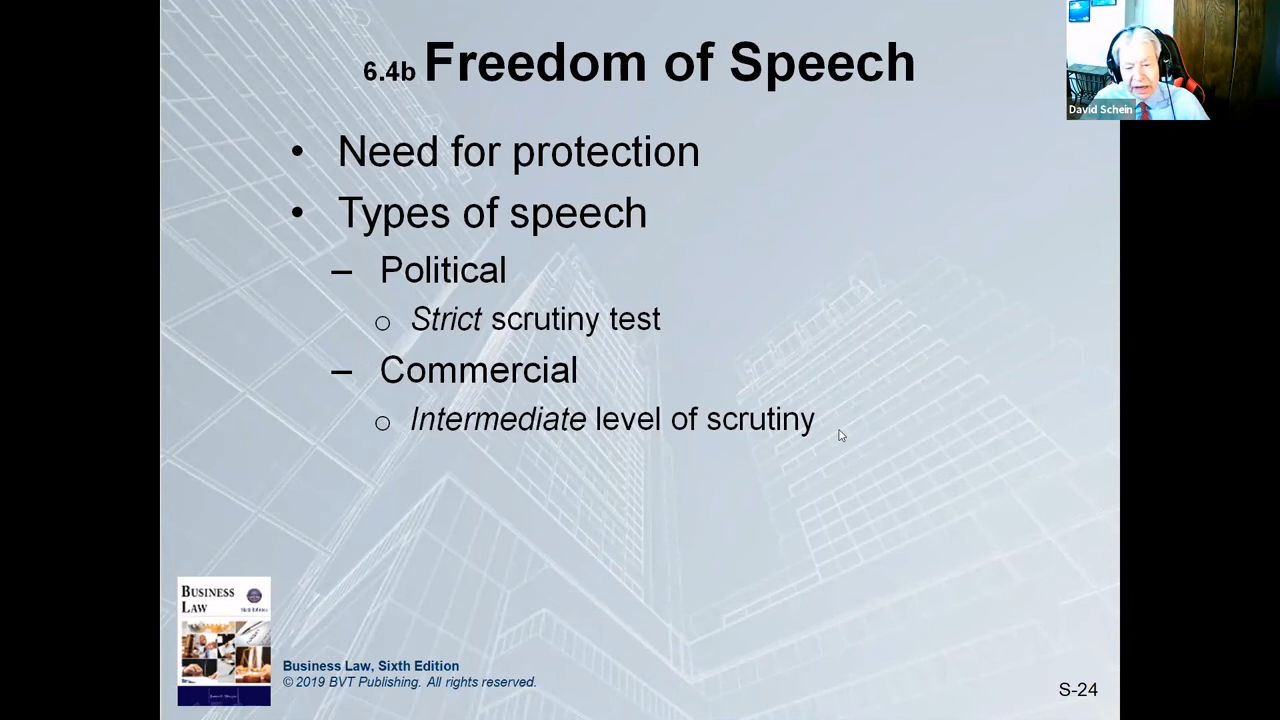 6.4b Freedom of Speech
David Schein
• Need for protection
• Types of speech
– Political
o Strict scrutiny test
– Commercial
o Intermediate level of scrutiny
BUSINESS
LAW
Business Law, Sixth Edition
© 2019 BVT Publishing. All rights reserved.
S-24